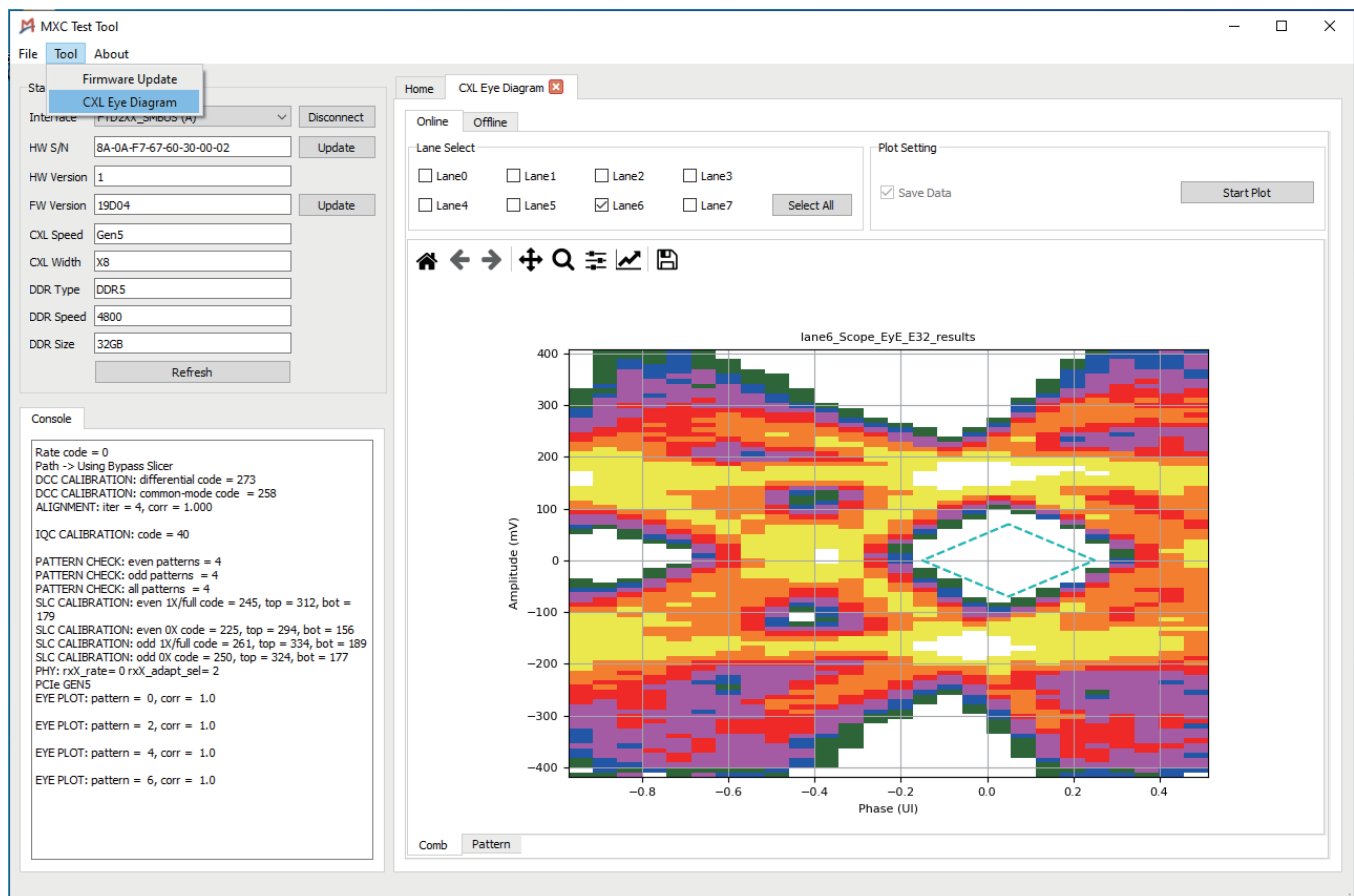 MXC Test Tool
File Tool About
Firmware Update
CXL Eye Diagram
Sta
Interface FTD2XX_SMBUS (A) Disconnect
HW S/N 8A-0A-F7-67-60-30-00-02 Update
HW Version 1
FW Version 19D04 Update
CXL Speed Gen5
CXL Width X8
DDR Type DDR5
DDR Speed 4800
DDR Size 32GB
Refresh
Console
Rate code = 0
Path -> Using Bypass Slicer
DCC CALIBRATION: differential code = 273
DCC CALIBRATION: common-mode code = 258
ALIGNMENT: iter = 4, corr = 1.000
IQC CALIBRATION: code = 40
PATTERN CHECK: even patterns = 4
PATTERN CHECK: odd patterns = 4
PATTERN CHECK: all patterns = 4
SLC CALIBRATION: even 1X/full code = 245, top = 312, bot =
179
SLC CALIBRATION: even 0X code = 225, top = 294, bot = 156
SLC CALIBRATION: odd 1X/full code = 261, top = 334, bot = 189
SLC CALIBRATION: odd 0X code = 250, top = 324, bot = 177
PHY: rxX_rate= 0 rxX_adapt_sel= 2
PCIe GEN5
EYE PLOT: pattern = 0, corr = 1.0
EYE PLOT: pattern = 2, corr = 1.0
EYE PLOT: pattern = 4, corr = 1.0
EYE PLOT: pattern = 6, corr = 1.0
Home CXL Eye Diagram
Online Offline
Lane Select
Lane0 Lane1 Lane2 Lane3
Lane4 Lane5 Lane6 Lane7 Select All
Plot Setting
Save Data Start Plot
lane6_Scope_EyE_E32_results
Amplitude (mV)
400
300
200
100
0
−100
−200
−300
−400
−0.8 −0.6 −0.4 −0.2 0.0 0.2 0.4
Phase (UI)
Comb Pattern